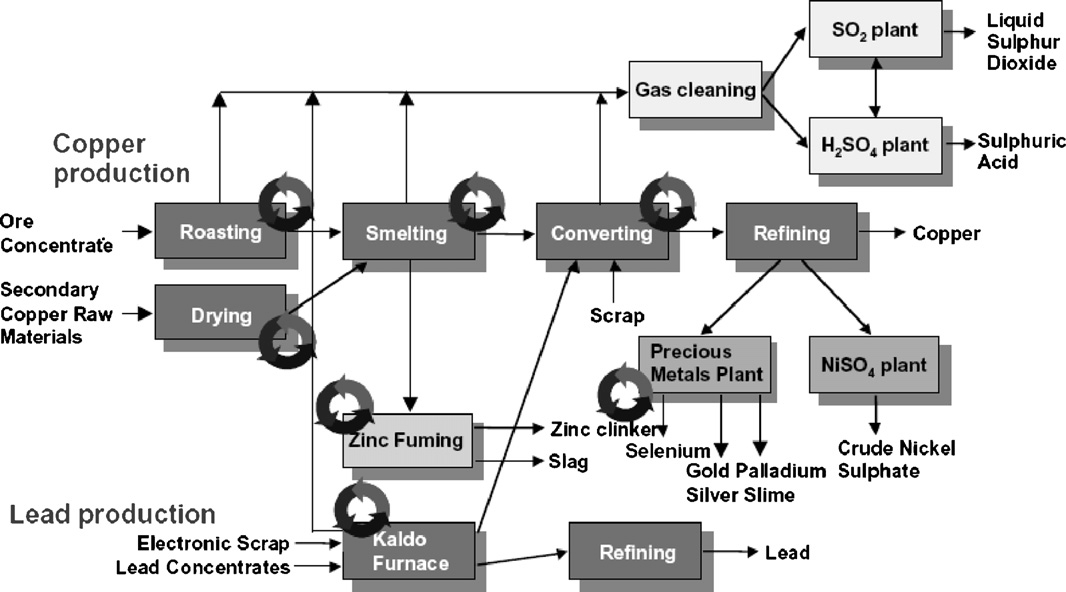 SO2 plant
Liquid
Sulphur
Dioxide
Gas cleaning
H2SO4 plant
Sulphuric
Acid
Copper
production
Ore
Concentrate
Roasting
Smelting
Converting
Refining
Copper
Secondary
Copper Raw
Materials
Drying
Scrap
Precious
Metals Plant
NiSO4 plant
Zinc Fuming
Zinc clinker
Slag
Selenium
Gold Palladium
Silver Slime
Crude Nickel
Sulphate
Lead production
Electronic Scrap
Lead Concentrates
Kaldo
Furnace
Refining
Lead